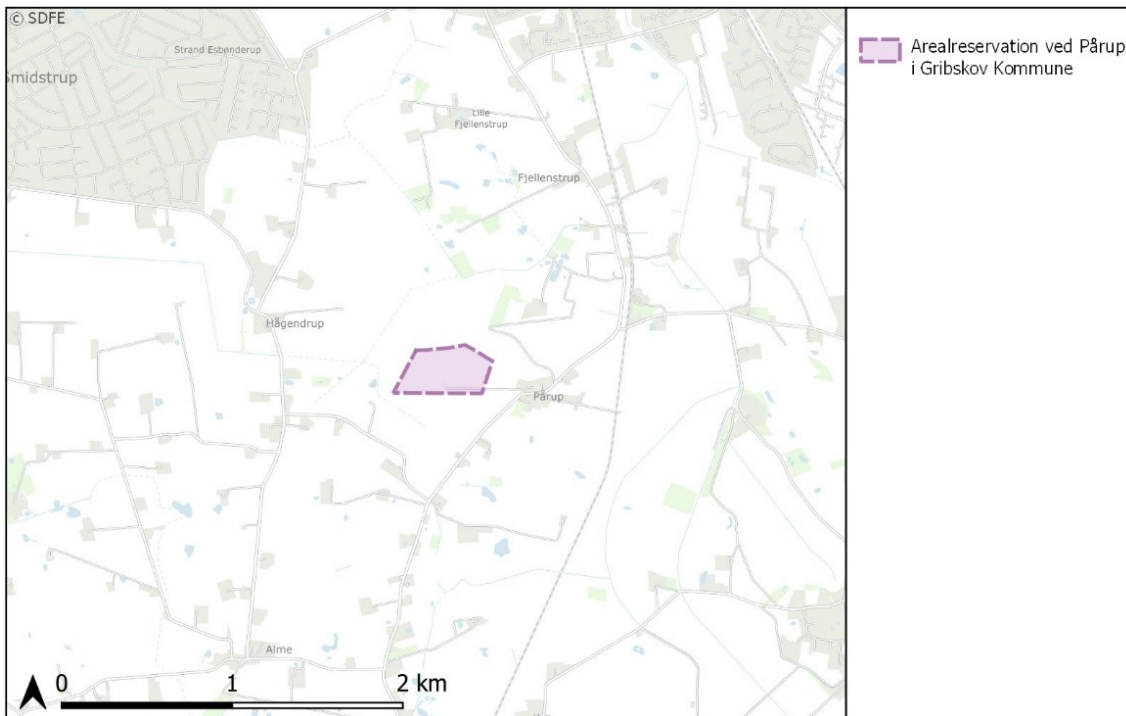 © SDFE
Strand Esbønderup
Smidstrup
Lille
Fjellenstrup
Fjellenstrup
Hågendrup
Pårup
Alme
0 1 2 km
Arealreservation ved Pårup
i Gribskov Kommune